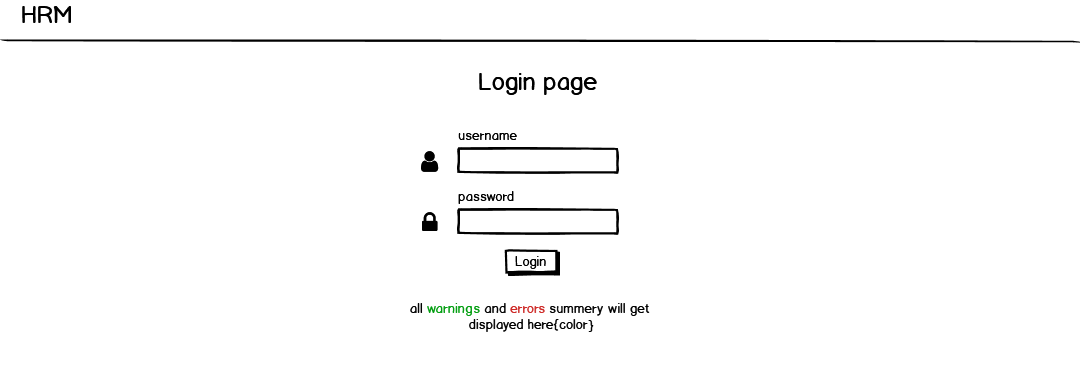 HRM
Login page
username
password
Login
all warnings and errors summery will get
displayed here{color}